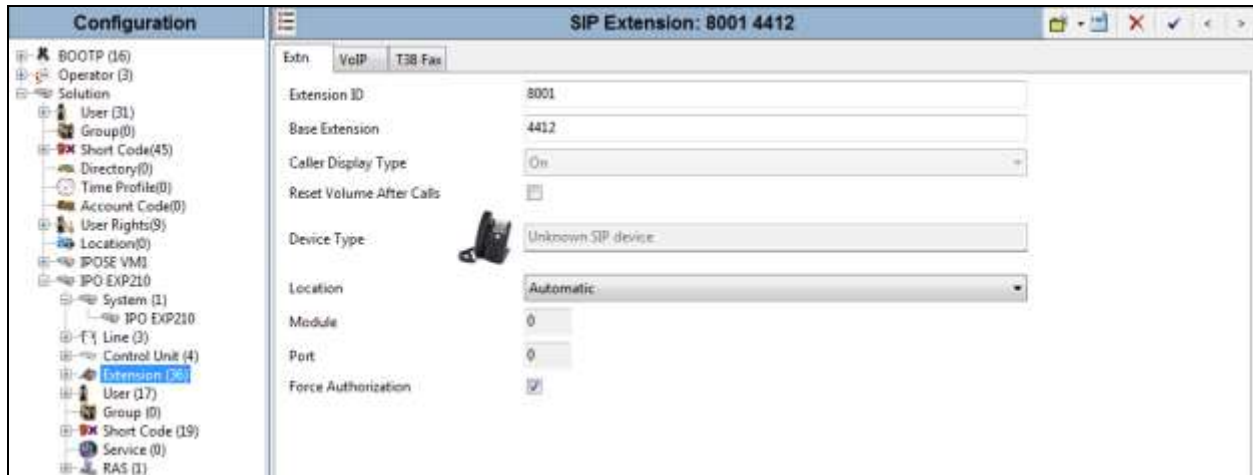 Configuration
BOOTP (16)
Operator (3)
Solution
User (31)
Group(0)
Short Code(45)
Directory(0)
Time Profile(0)
Account Code(0)
User Rights(9)
Location(0)
IPOSE VM1
IPO EXP210
System (1)
IPO EXP210
Line (3)
Control Unit (4)
Extension (36)
User (17)
Group (0)
Short Code (19)
Service (0)
RAS (1)
SIP Extension: 8001 4412
Extn VoIP T38 Fax
Extension ID 8001
Base Extension 4412
Caller Display Type On
Reset Volume After Calls
Device Type Unknown SIP device
Location Automatic
Module 0
Port 0
Force Authorization